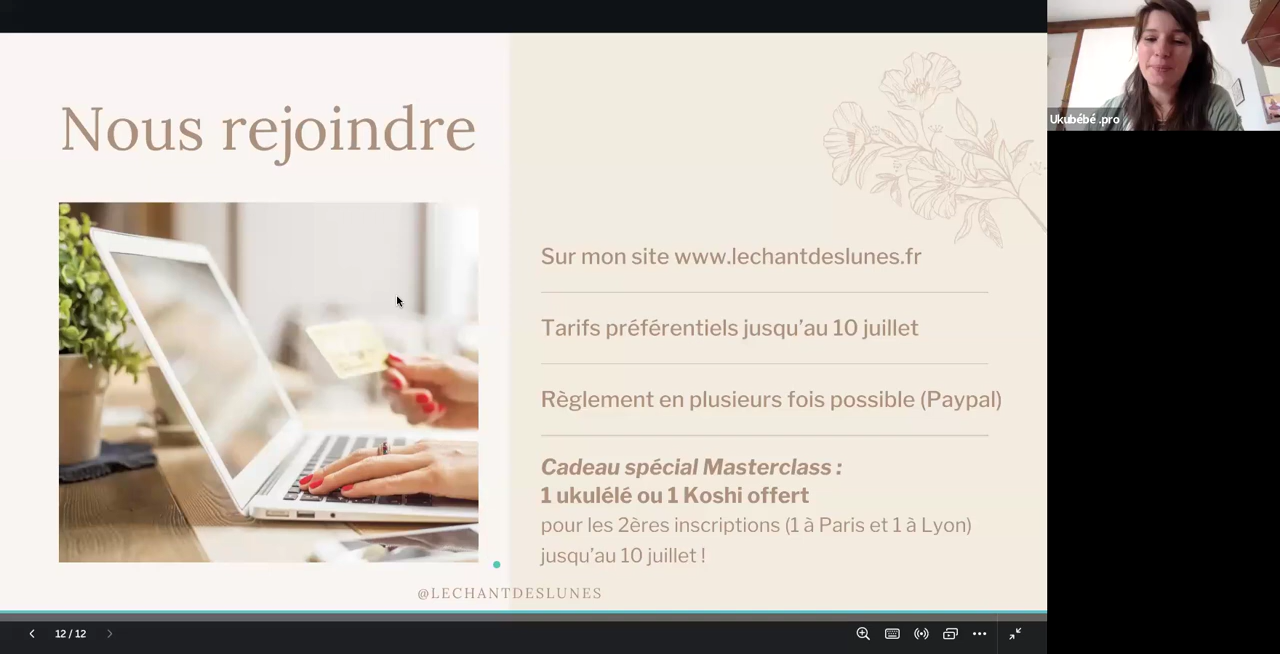 Nous rejoindre
Sur mon site www.lechantdeslunes.fr
Tarifs préférentiels jusqu'au 10 juillet
Règlement en plusieurs fois possible (Paypal)
Cadeau spécial Masterclass :
1 ukulélé ou 1 Koshi offert
pour les 2ères inscriptions (1 à Paris et 1 à Lyon)
jusqu'au 10 juillet !
@LECHANTDESLUNES
12 / 12
Ukubébé .pro